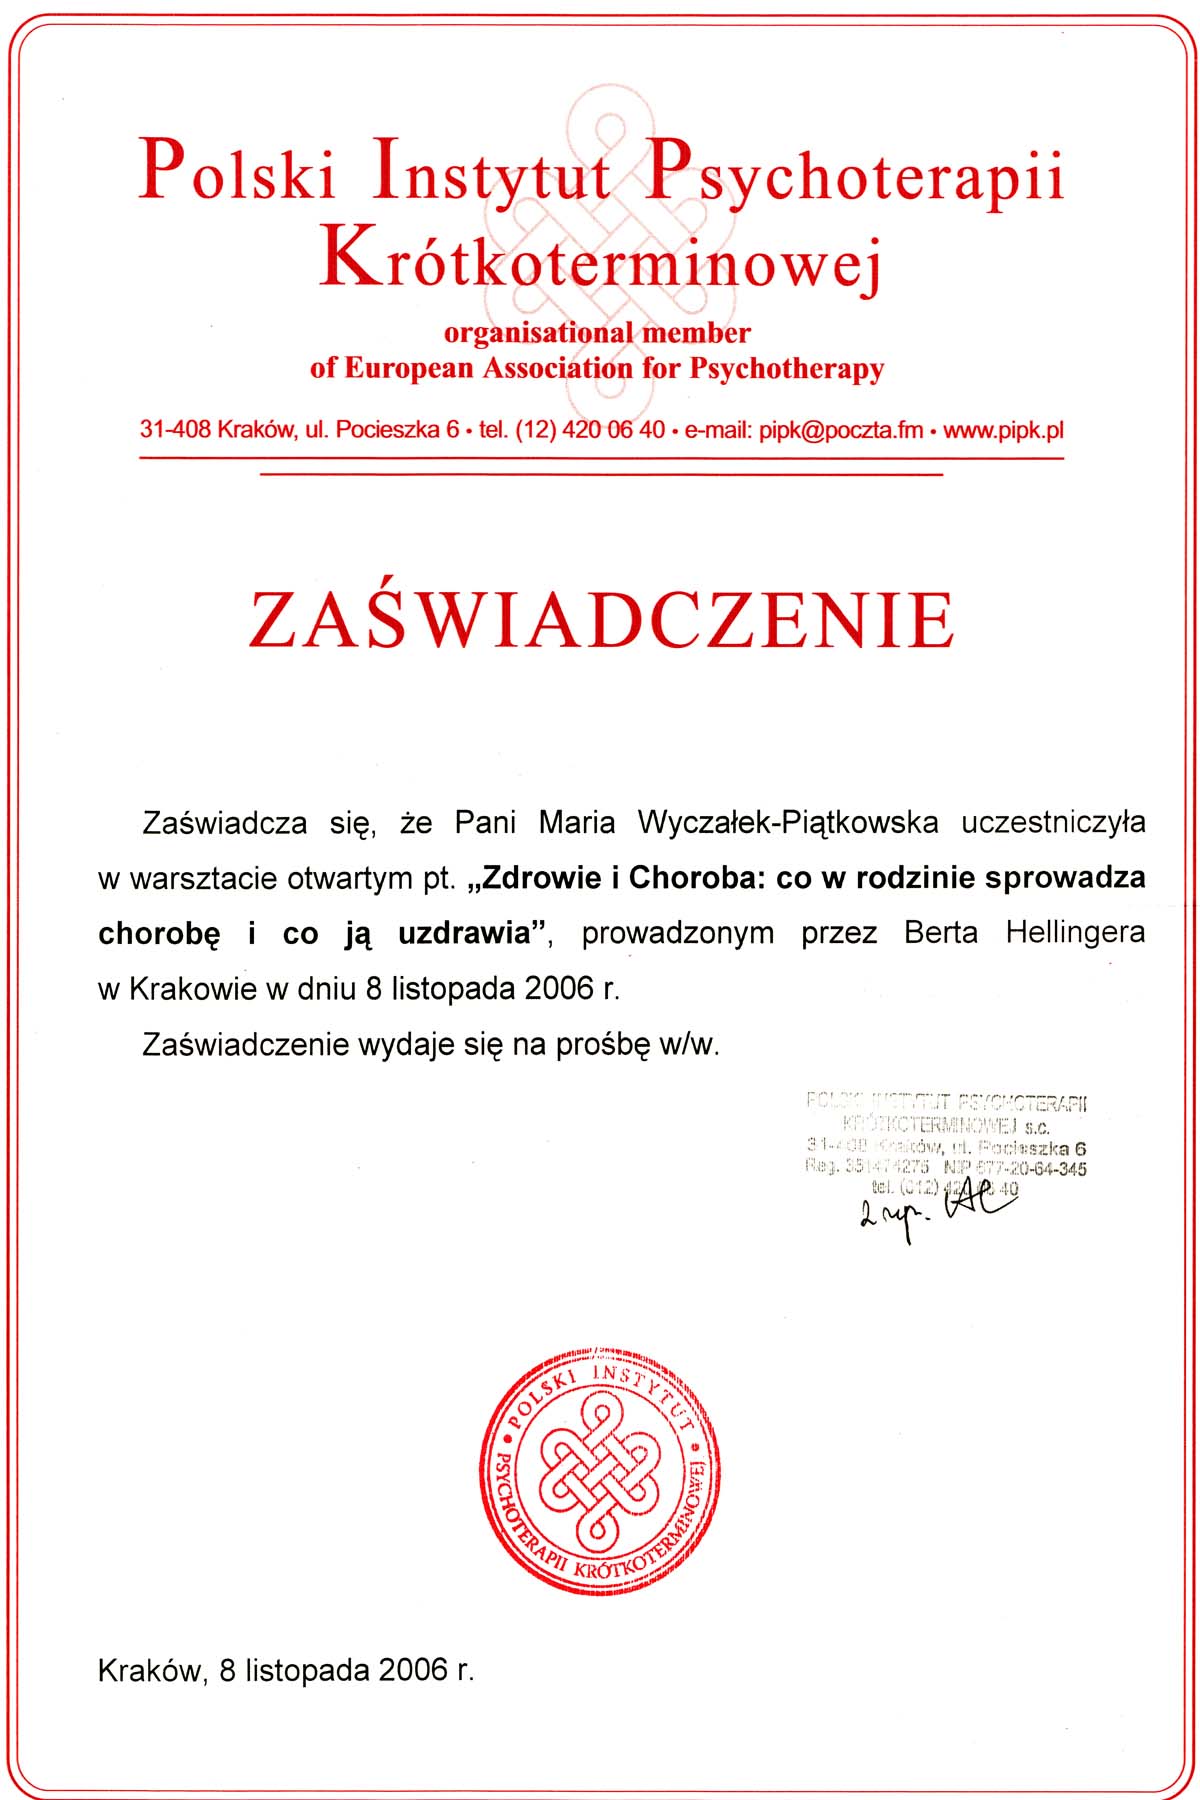 Polski Instytut Psychoterapii
Krótkoterminowej
organisational member
of European Association for Psychotherapy
31-408 Kraków, ul. Pocieszka 6 • tel. (12) 420 06 40 • e-mail: pipk@poczta.fm • www.pipk.pl
ZAŚWIADCZENIE
Zaświadcza się, że Pani Maria Wyczałek-Piątkowska uczestniczyła
w warsztacie otwartym pt. „Zdrowie i Choroba: co w rodzinie sprowadza
chorobę i co ją uzdrawia”, prowadzonym przez Berta Hellingera
w Krakowie w dniu 8 listopada 2006 r.
Zaświadczenie wydaje się na prośbę w/w.
POLSKI INSTYTUT PSYCHOTERAPII
KRÓTKOTERMINOWEJ s.c.
31-408 Kraków, ul. Pocieszka 6
Reg. 351474275 NIP 677-20-64-345
tel. (012) 420 06 40
POLSKI INSTYTUT
PSYCHOTERAPII KRÓTKOTERMINOWEJ
Kraków, 8 listopada 2006 r.